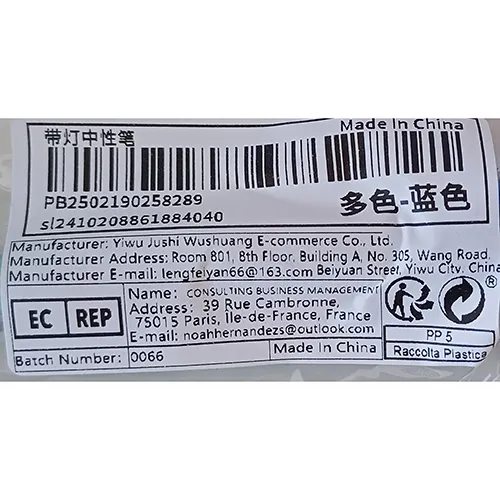 带灯中性笔
Made In China
PB2502190258289
sl2410208861884040
多色-蓝色
Manufacturer: Yiwu Jushi Wushuang E-commerce Co., Ltd.
Manufacturer Address: Room 801, 8th Floor, Building A, No. 305, Wang Road,
Manufacturer E-mail: lengfeiyan66@163.com Beiyuan Street, Yiwu City, China
EC REP
Name: CONSULTING BUSINESS MANAGEMENT
Address: 39 Rue Cambronne,
75015 Paris, Île-de-France, France
E-mail: noahhernandezs@outlook.com
®
PP 5
Raccolta Plastica
Batch Number: 0066
Made In China